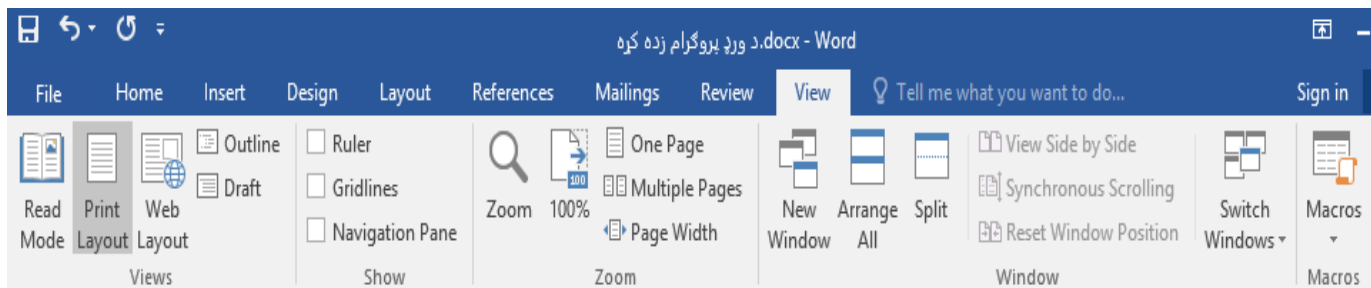 د ورډ پروګرام زده کړه.docx - Word
File Home Insert Design Layout References Mailings Review View Tell me what you want to do... Sign in
Read Mode
Print Layout
Web Layout
Outline
Draft
Views
Ruler
Gridlines
Navigation Pane
Show
Zoom
100
100%
One Page
Multiple Pages
Page Width
Zoom
New Window
Arrange All
Split
View Side by Side
Synchronous Scrolling
Reset Window Position
Switch Windows
Window
Macros
Macros